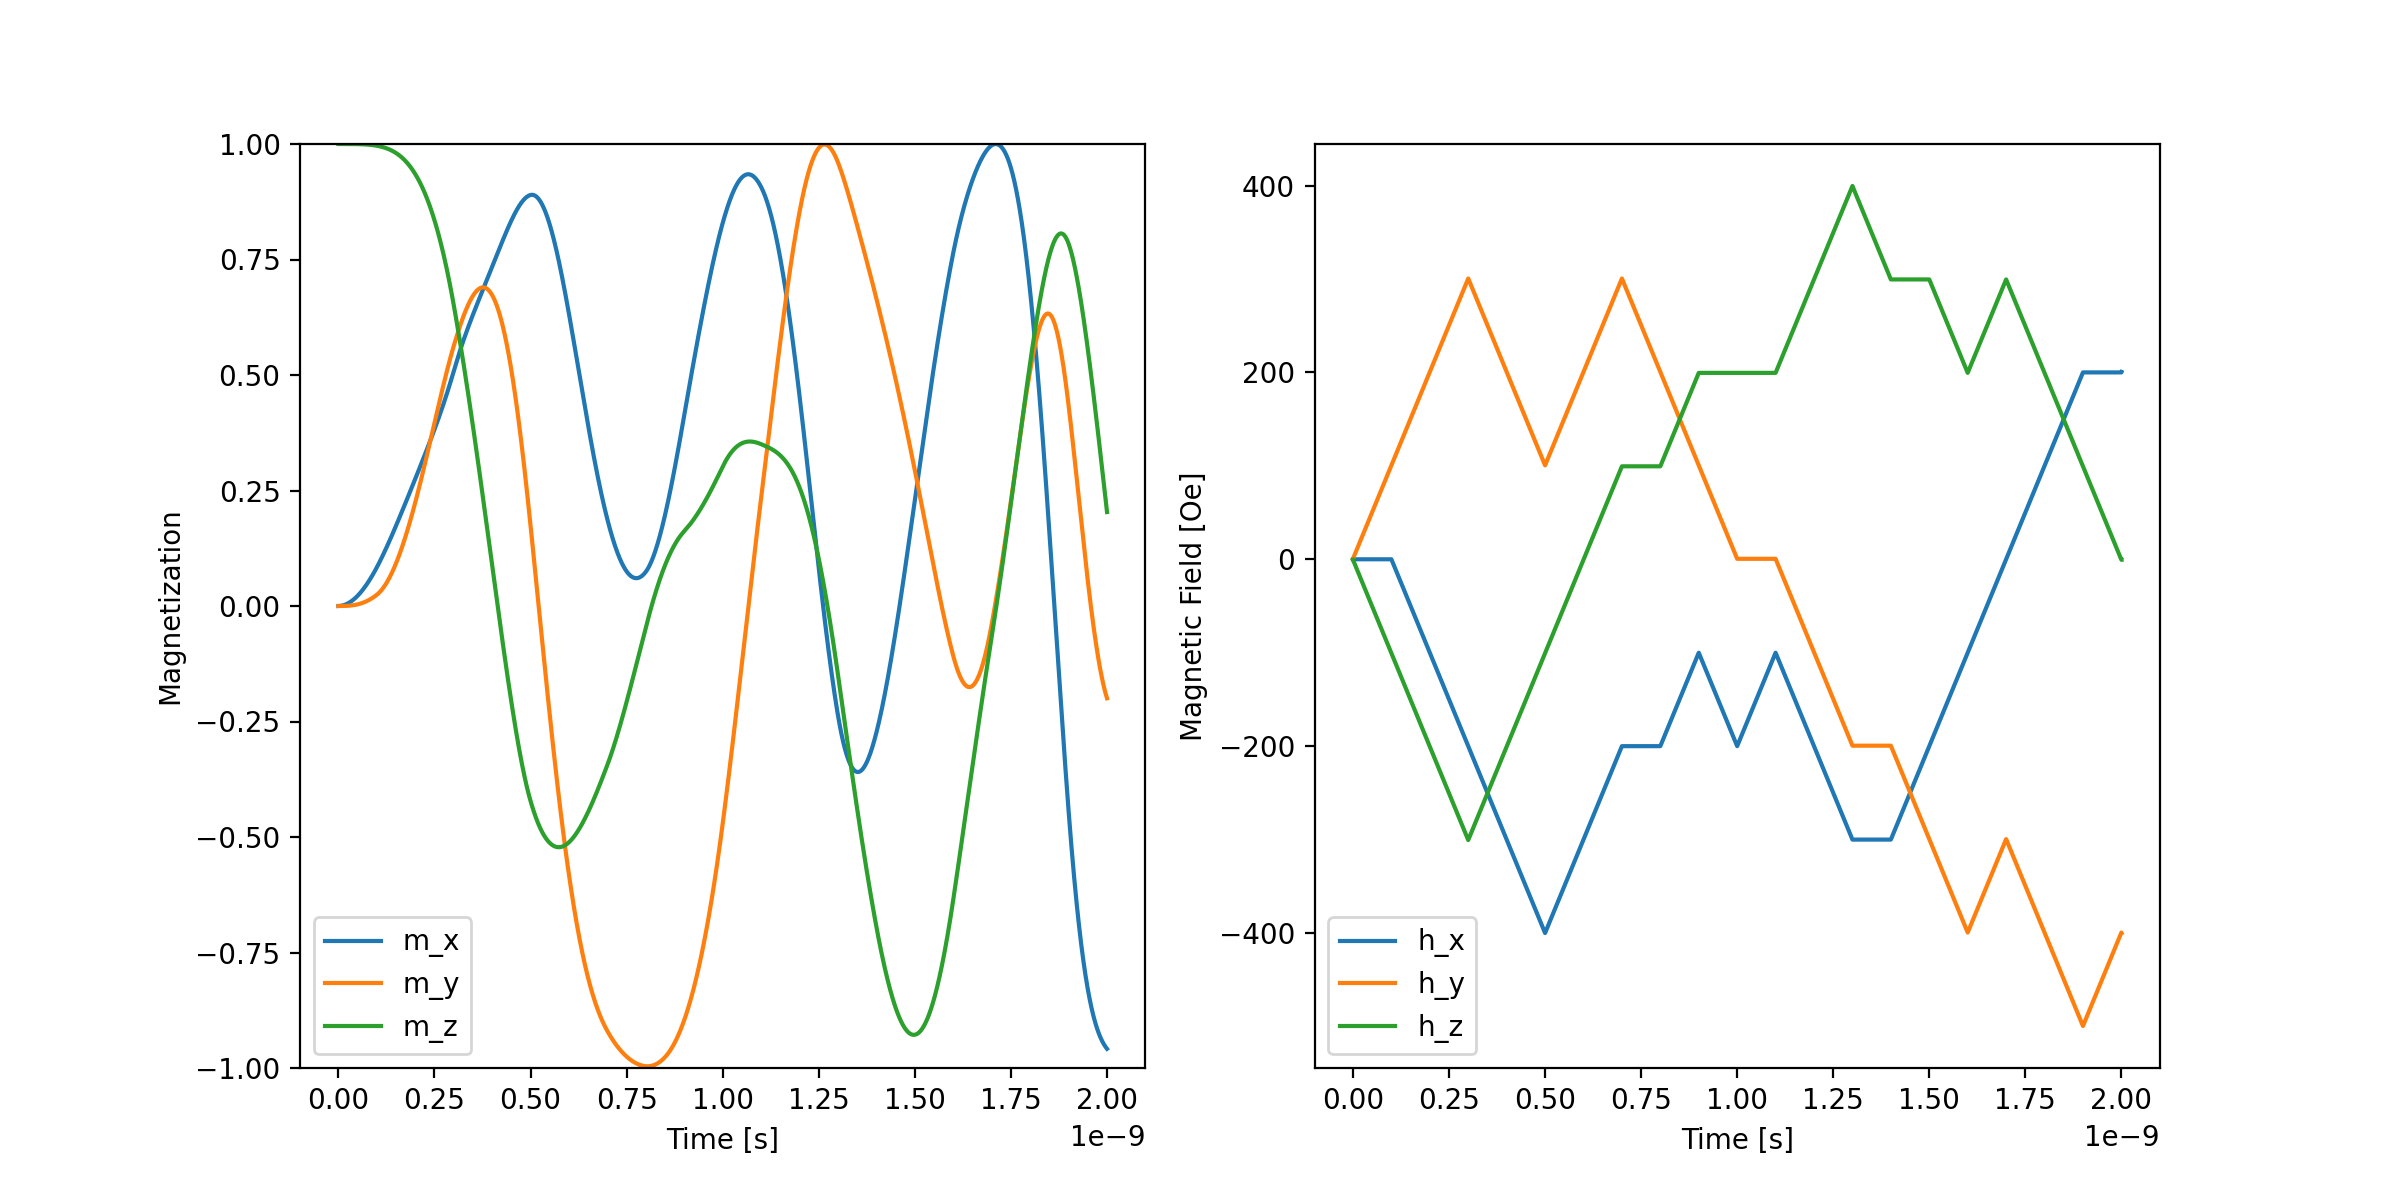 1.00
0.75
0.50
0.25
0.00
−0.25
−0.50
−0.75
−1.00
Magnetization
m_x
m_y
m_z
0.00 0.25 0.50 0.75 1.00 1.25 1.50 1.75 2.00
Time [s]
1e−9
400
200
0
−200
−400
Magnetic Field [Oe]
h_x
h_y
h_z
0.00 0.25 0.50 0.75 1.00 1.25 1.50 1.75 2.00
Time [s]
1e−9